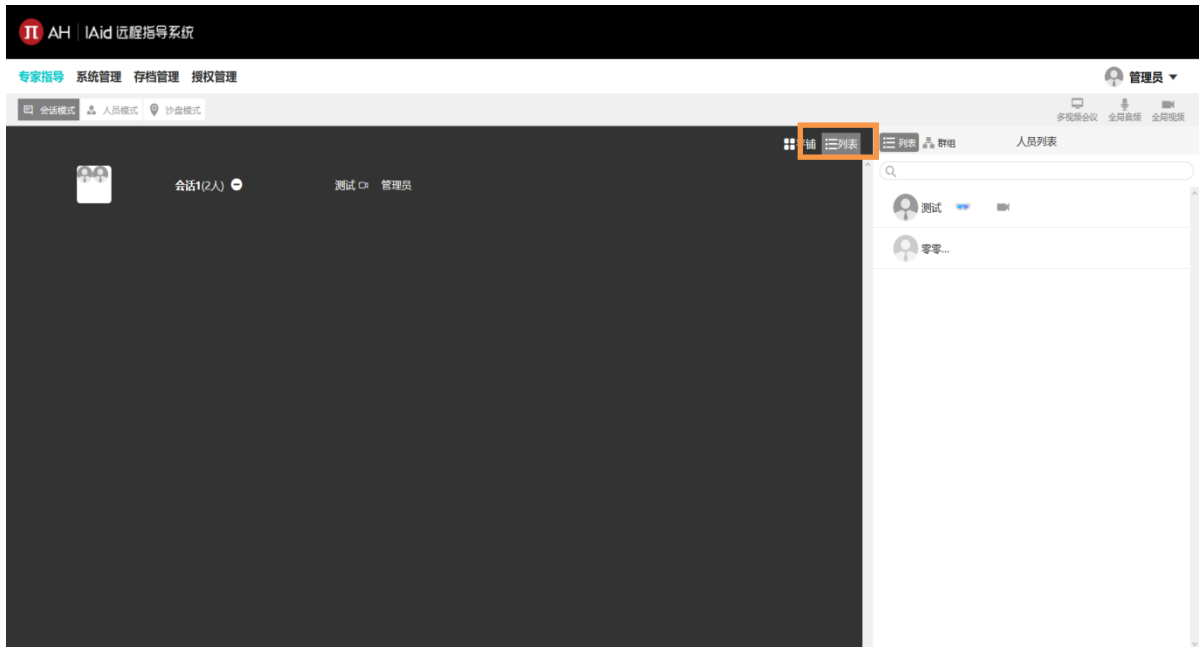 AH IAid 远程指导系统
专家指导 系统管理 存档管理 授权管理 管理员
会话模式 人员模式 沙盘模式 多视频会议 全局音频 全局视频
铺 列表 列表 群组 人员列表
会话1(2人) 测试 管理员
测试
零零...